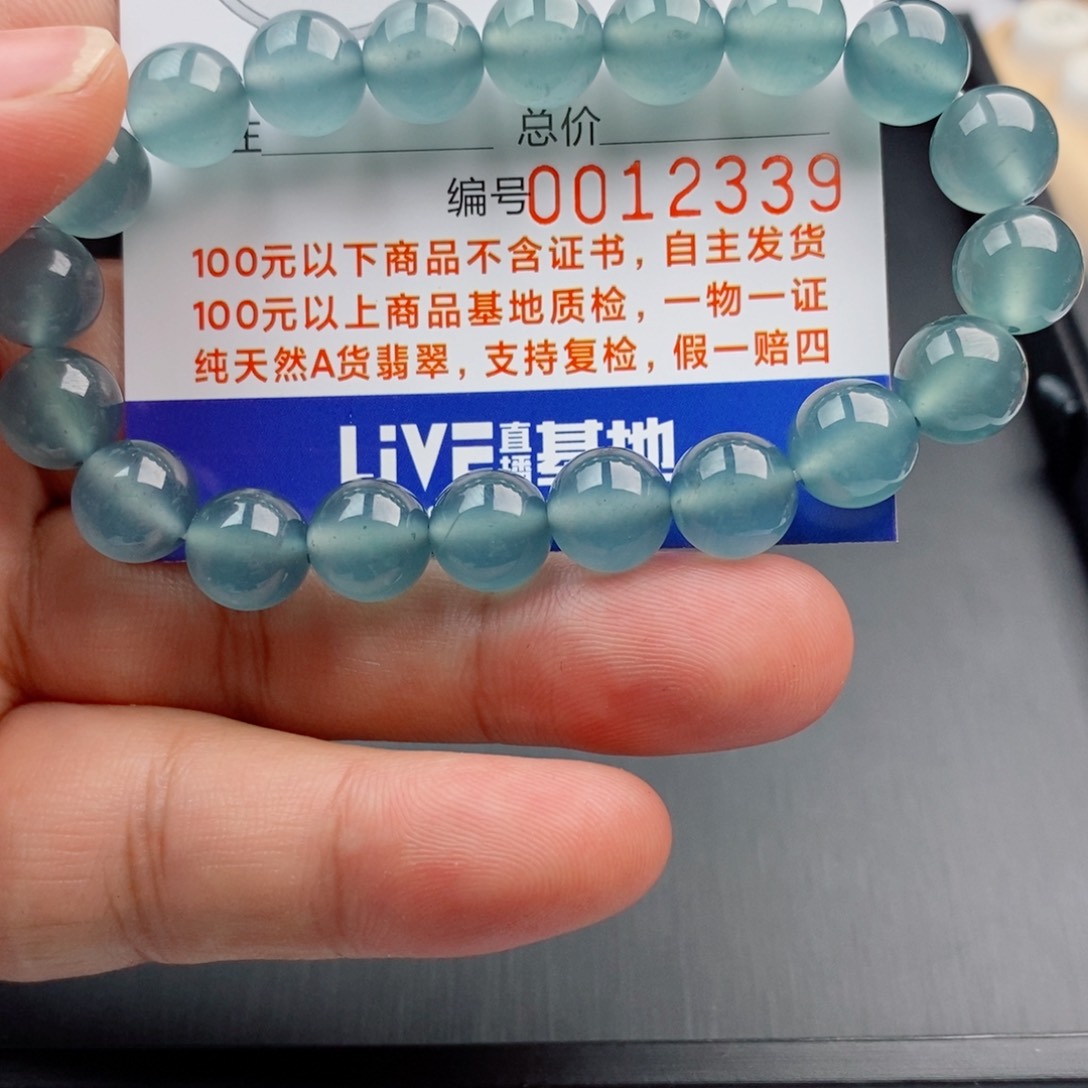 总价
编号0012339
100元以下商品不含证书，自主发货
100元以上商品基地质检，一物一证
纯天然A货翡翠，支持复检，假一赔四
LiVE直播基地